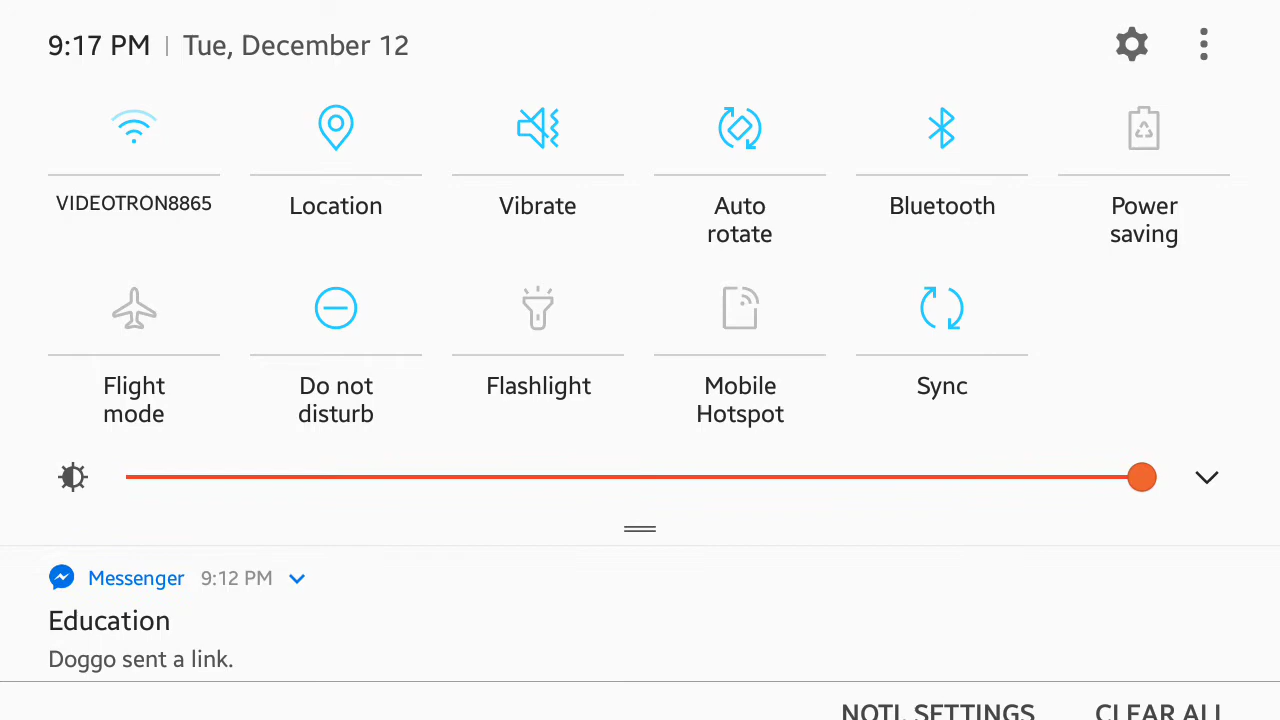 9:17 PM | Tue, December 12
VIDEOTRON8865
Location
Vibrate
Auto
rotate
Bluetooth
Power
saving
Flight
mode
Do not
disturb
Flashlight
Mobile
Hotspot
Sync
Messenger 9:12 PM
Education
Doggo sent a link.
NOTI. SETTINGS
CLEAR ALL